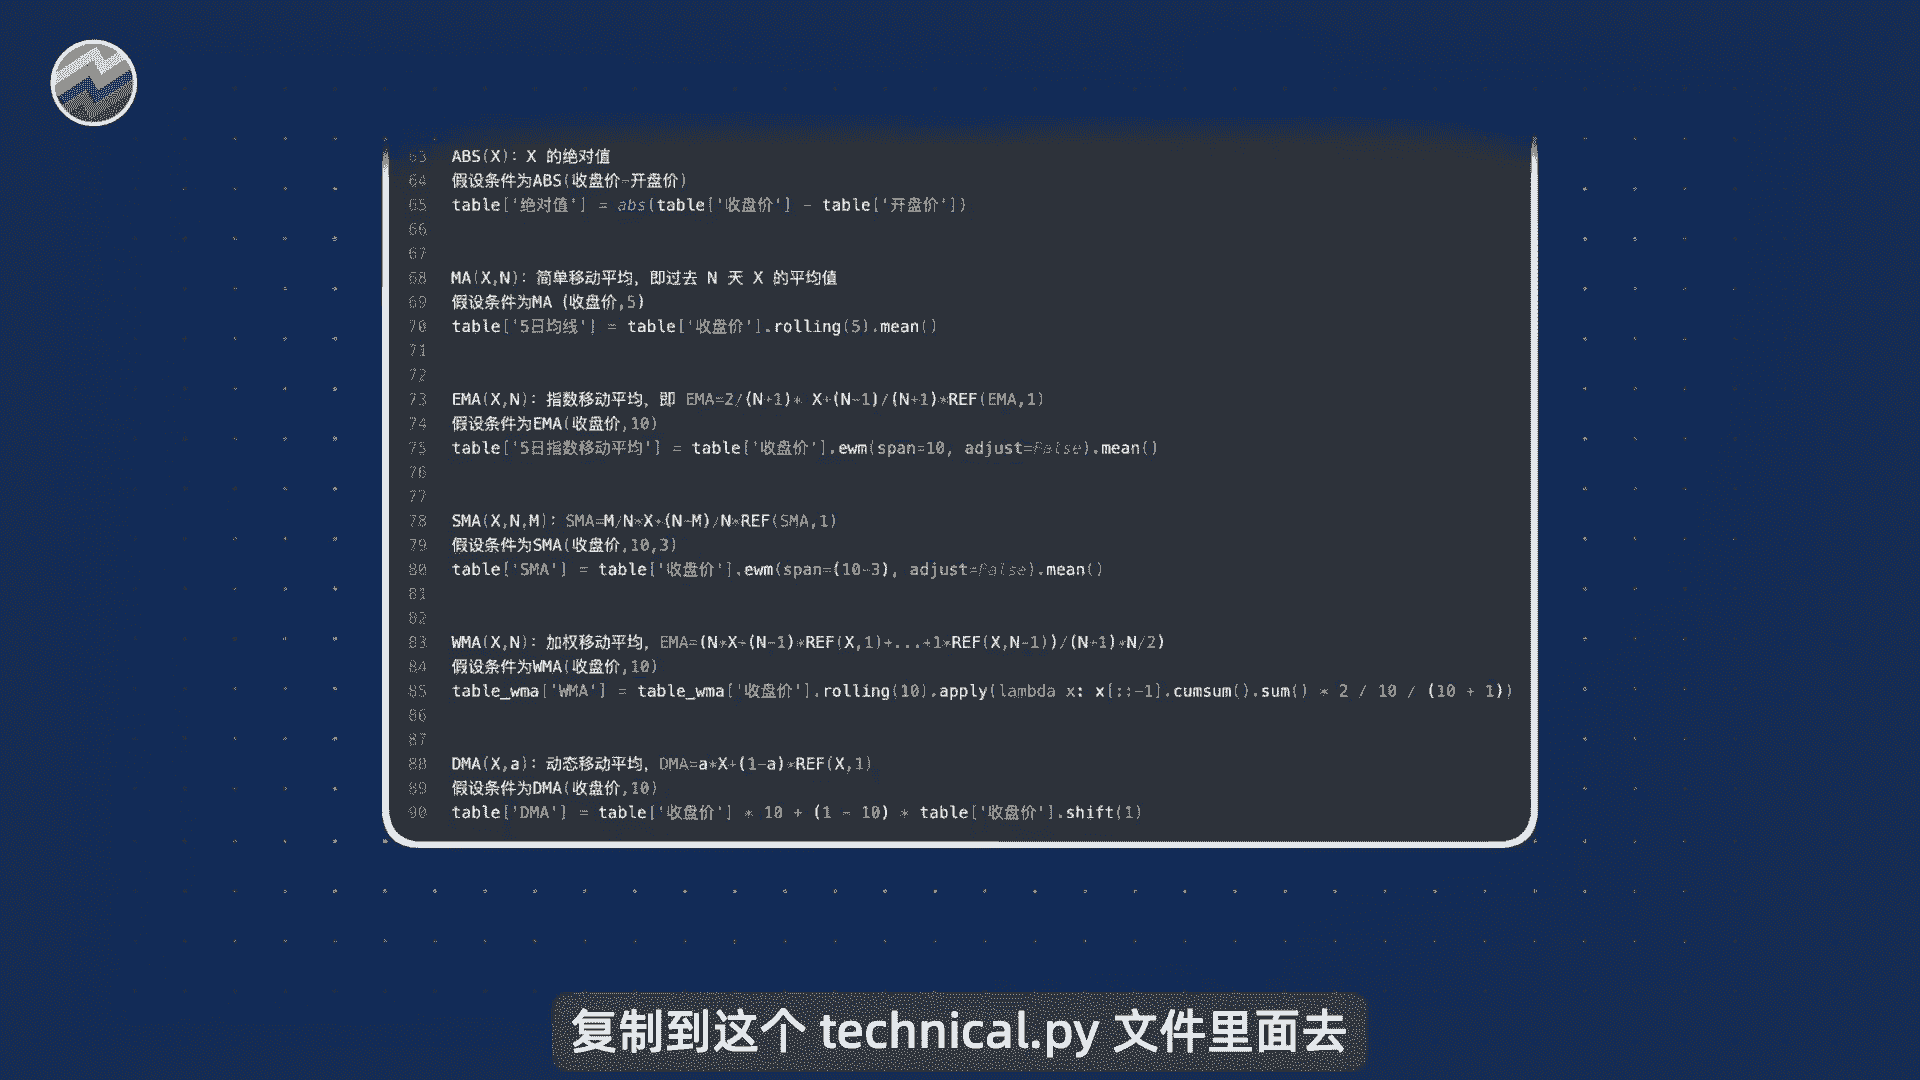 63 ABS(X): X 的绝对值
64 假设条件为ABS(收盘价-开盘价)
65 table['绝对值'] = abs(table['收盘价'] - table['开盘价'])
66
67
68 MA(X,N): 简单移动平均, 即过去 N 天 X 的平均值
69 假设条件为MA (收盘价,5)
70 table['5日均线'] = table['收盘价'].rolling(5).mean()
71
72
73 EMA(X,N): 指数移动平均, 即 EMA=2/(N+1)* X+(N-1)/(N+1)*REF(EMA,1)
74 假设条件为EMA(收盘价,10)
75 table['5日指数移动平均'] = table['收盘价'].ewm(span=10, adjust=False).mean()
76
77
78 SMA(X,N,M): SMA=M/N*X+(N-M)/N*REF(SMA,1)
79 假设条件为SMA(收盘价,10,3)
80 table['SMA'] = table['收盘价'].ewm(span=(10-3), adjust=False).mean()
81
82
83 WMA(X,N): 加权移动平均, EMA=(N*X+(N-1)*REF(X,1)+...+1*REF(X,N-1))/(N+1)*N/2)
84 假设条件为WMA(收盘价,10)
85 table_wma['WMA'] = table_wma['收盘价'].rolling(10).apply(lambda x: x[::-1].cumsum().sum() * 2 / 10 / (10 + 1))
86
87
88 DMA(X,a): 动态移动平均, DMA=a*X+(1-a)*REF(X,1)
89 假设条件为DMA(收盘价,10)
90 table['DMA'] = table['收盘价'] * 10 + (1 - 10) * table['收盘价'].shift(1)
复制到这个 technical.py 文件里面去